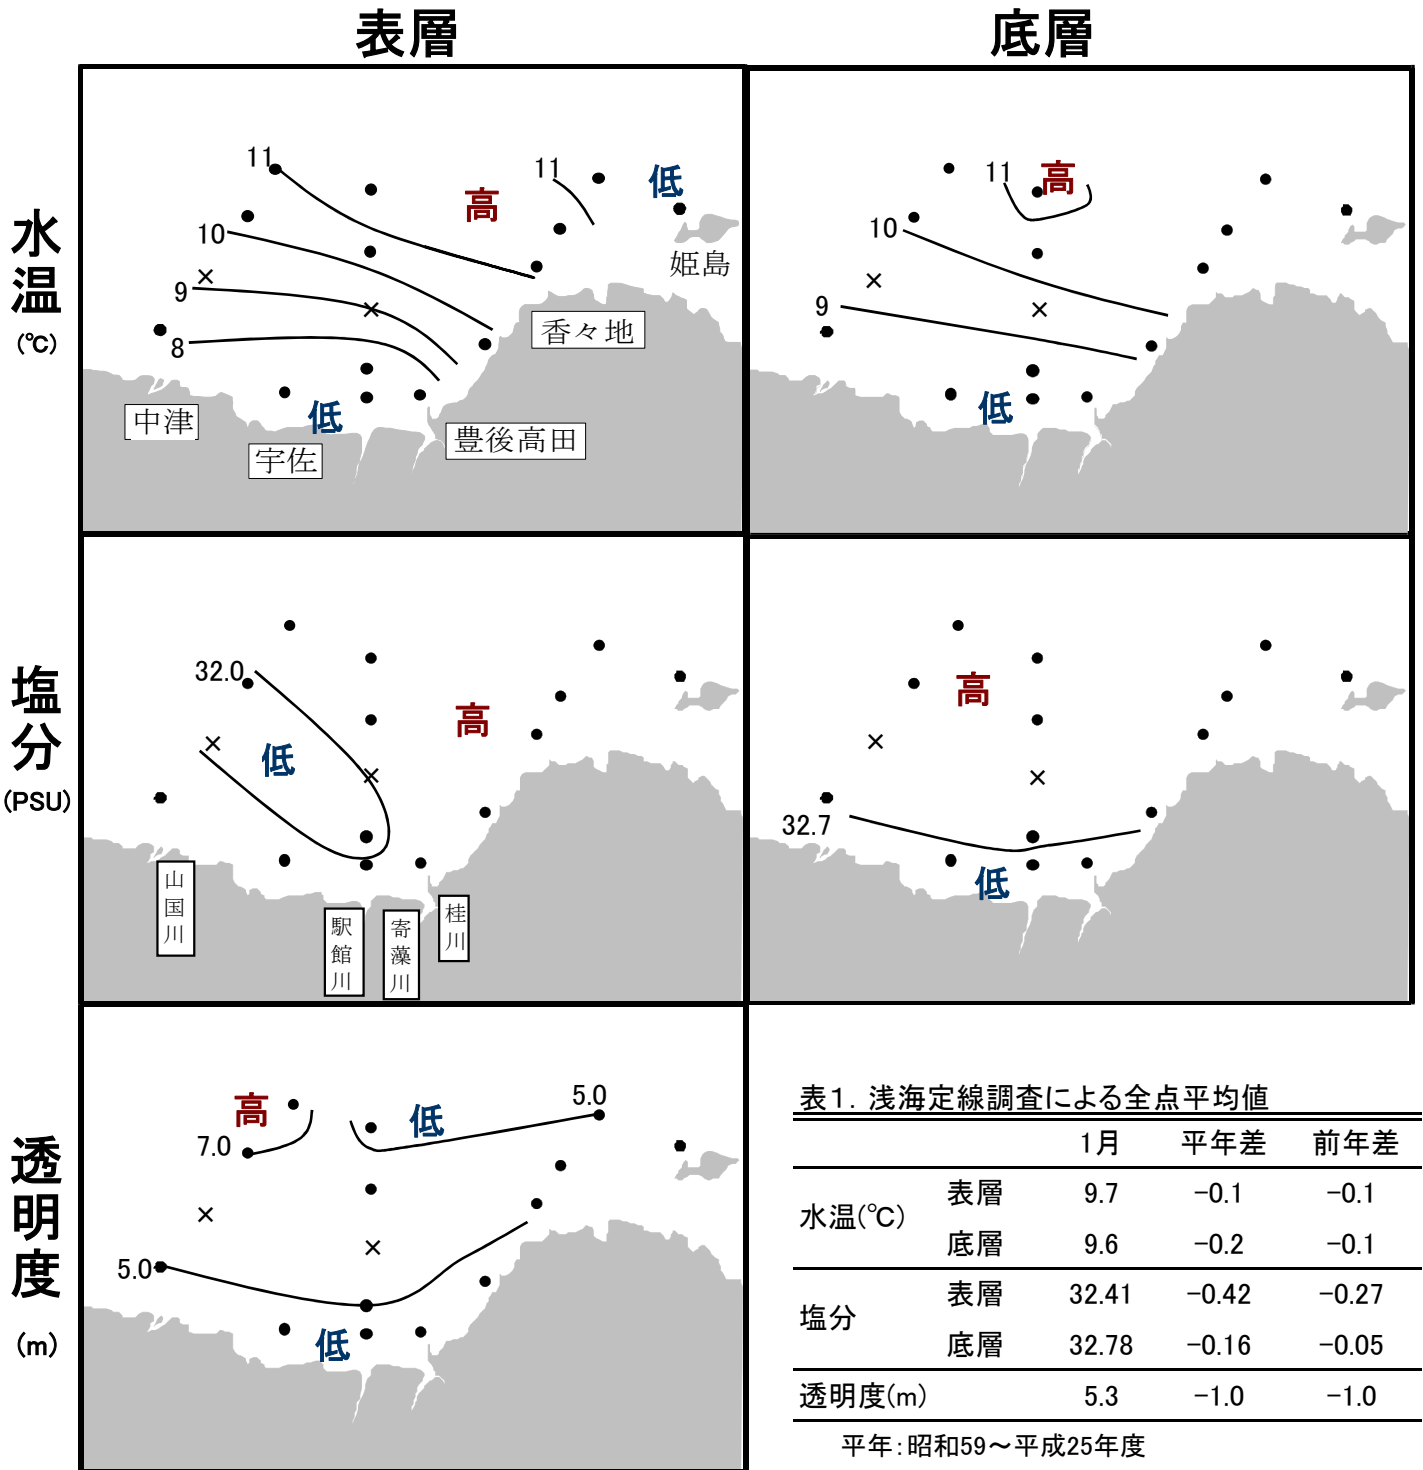 表層
底層
水温
(℃)
11
高
11
低
10
9
8
姫島
香々地
中津
宇佐
低
豊後高田
11
高
10
9
低
塩分
(PSU)
32.0
低
高
山国川
駅館川
寄藻川
桂川
高
32.7
低
透明度
(m)
高
7.0
低
5.0
5.0
低
表1. 浅海定線調査による全点平均値
1月 平年差 前年差
水温(℃) 表層 9.7 −0.1 −0.1
底層 9.6 −0.2 −0.1
塩分 表層 32.41 −0.42 −0.27
底層 32.78 −0.16 −0.05
透明度(m) 5.3 −1.0 −1.0
平年:昭和59～平成25年度